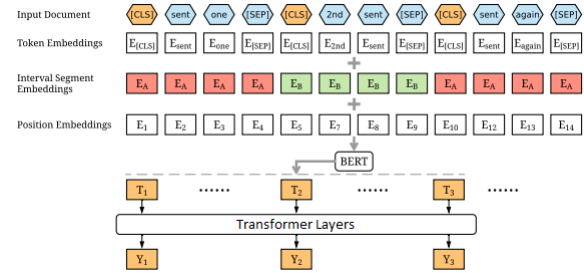 Input Document [CLS] sent one [SEP] [CLS] 2nd sent [SEP] [CLS] sent again [SEP]
Token Embeddings E[CLS] Esent Eone E[SEP] E[CLS] E2nd Esent E[SEP] E[CLS] Esent Eagain E[SEP]
+
Interval Segment
Embeddings EA EA EA EA EB EB EB EB EA EA EA EA
+
Position Embeddings E1 E2 E3 E4 E5 E7 E8 E9 E10 E12 E13 E14
BERT
T1 ...... T2 ...... T3 ......
Transformer Layers
Y1 Y2 Y3